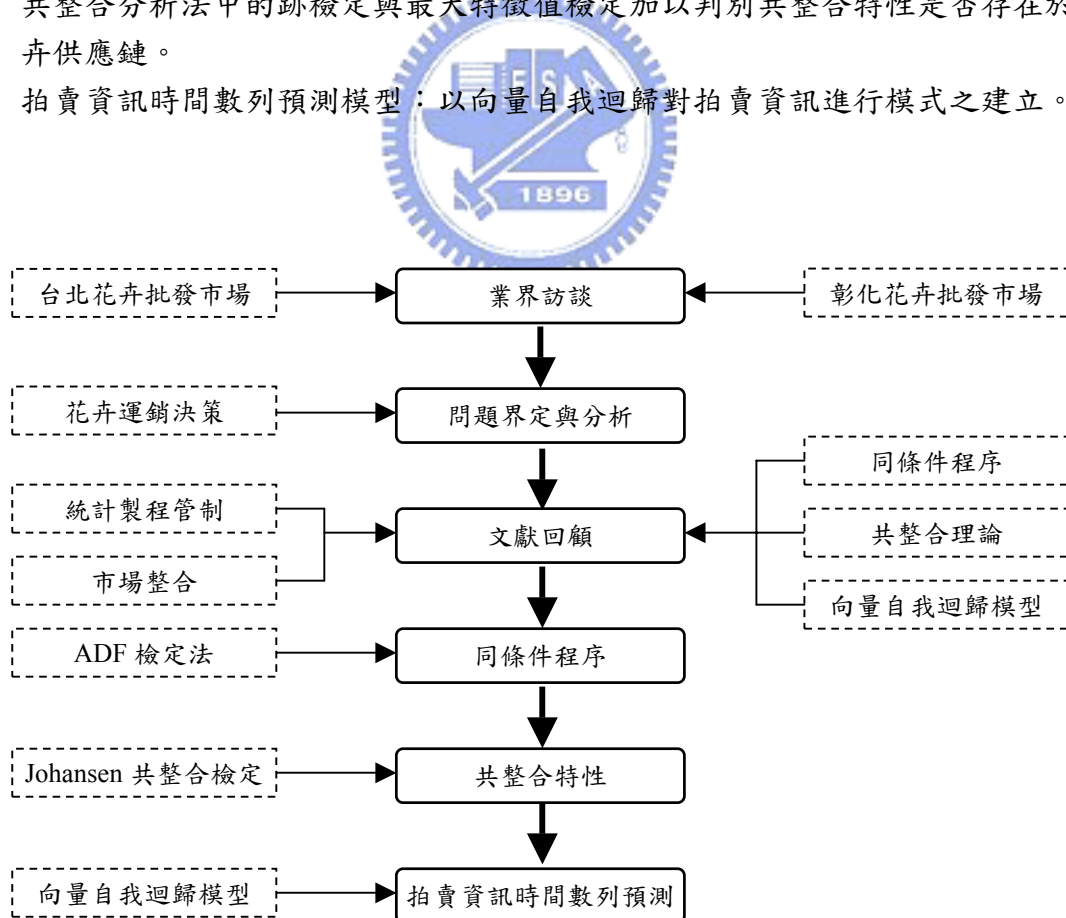 共整合分析法中的跡檢定與最大特徵值檢定加以判別共整合特性是否存在於
卉供應鏈。
拍賣資訊時間數列預測模型：以向量自我迴歸對拍賣資訊進行模式之建立。
ES
1896
台北花卉批發市場
業界訪談
彰化花卉批發市場
花卉運銷決策
問題界定與分析
統計製程管制
市場整合
文獻回顧
同條件程序
共整合理論
向量自我迴歸模型
ADF 檢定法
同條件程序
Johansen 共整合檢定
共整合特性
向量自我迴歸模型
拍賣資訊時間數列預測